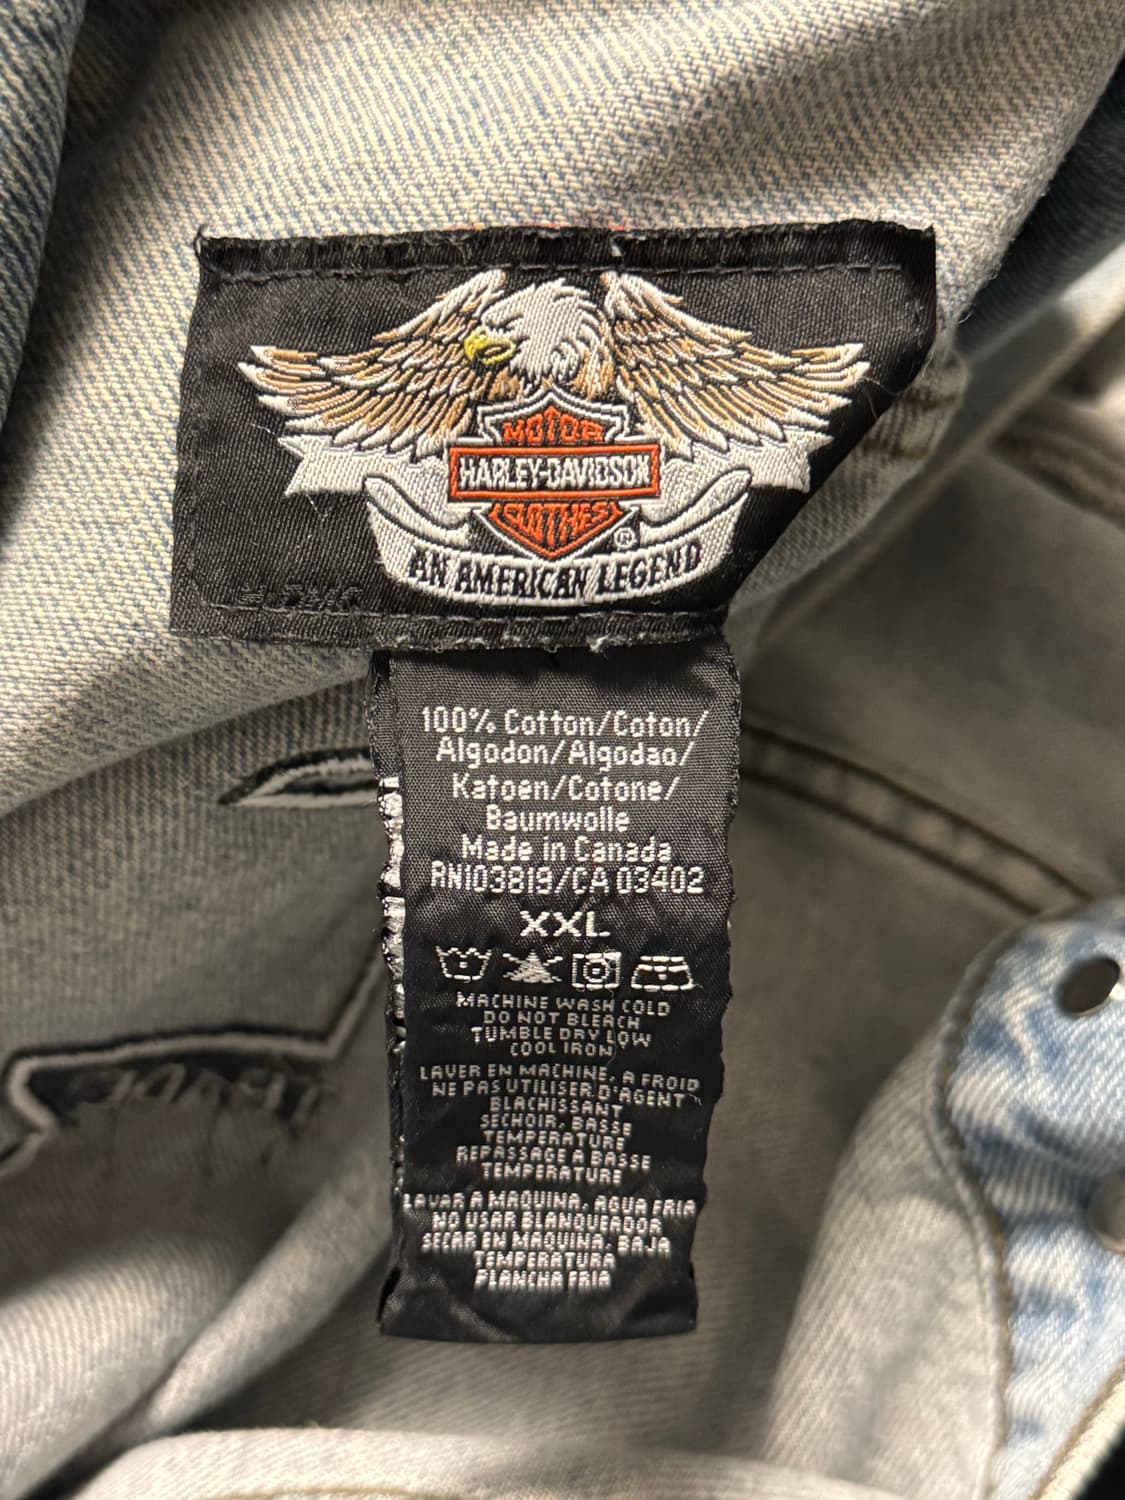 MOTOR
HARLEY-DAVIDSON
CLOTHES
®
AN AMERICAN LEGEND
100% Cotton/Coton/
Algodon/Algodao/
Katoen/Cotone/
Baumwolle
Made in Canada
RN103819/CA 03402
XXL
MACHINE WASH COLD
DO NOT BLEACH
TUMBLE DRY LOW
COOL IRON
LAVER EN MACHINE, A FROID
NE PAS UTILISER D'AGENT
BLACHISSANT
SECHOIR, BASSE
TEMPERATURE
REPASSAGE A BASSE
TEMPERATURE
LAVAR A MAQUINA, AGUA FRIA
NO USAR BLANQUEADOR
SECAR EN MAQUINA, BAJA
TEMPERATURA
PLANCHA FRIA